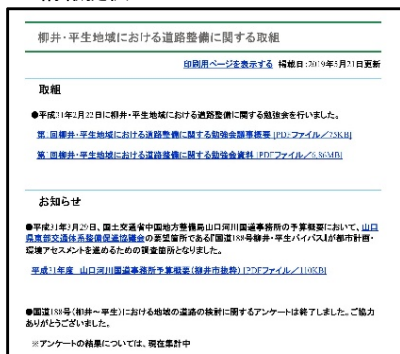 柳井・平生地域における道路整備に関する取組
印刷用ページを表示する 掲載日:2019年5月21日更新
取組
●平成31年2月22日に柳井・平生地域における道路整備に関する勉強会を行いました。
第1回柳井・平生地域における道路整備に関する勉強会議事概要 [PDFファイル/75KB]
第1回柳井・平生地域における道路整備に関する勉強会資料 [PDFファイル/6.86MB]
お知らせ
●平成31年3月29日、国土交通省中国地方整備局山口河川国道事務所の予算概要において、山口
県東部交通体系整備促進協議会の要望箇所である『国道188号柳井・平生バイパス』が都市計画・
環境アセスメントを進めるための調査箇所となりました。
平成31年度 山口河川国道事務所予算概要(柳井市抜粋) [PDFファイル/110KB]
●国道188号(柳井~平生)における地域の道路の検討に関するアンケートは終了しました。ご協力
ありがとうございました。
※アンケートの結果については、現在集計中